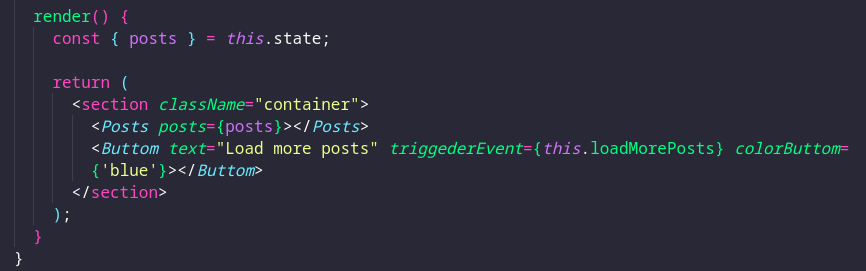 render() {
const { posts } = this.state;
return (
<section className="container">
<Posts posts={posts}></Posts>
<Buttom text="Load more posts" triggederEvent={this.loadMorePosts} colorButtom=
{'blue'}></Buttom>
</section>
);
}
}